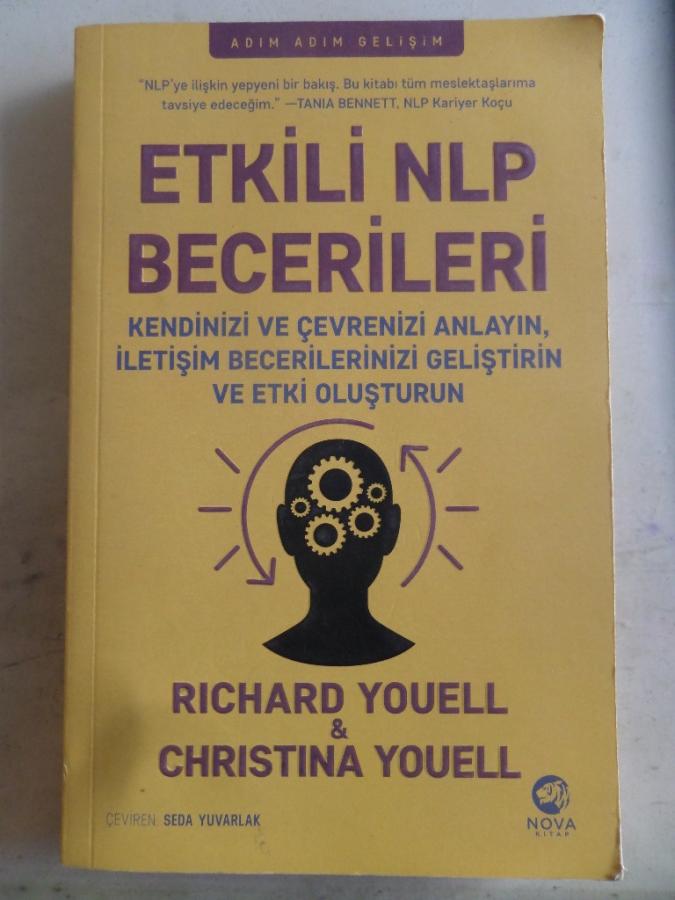 ADIM ADIM GELİŞİM
"NLP'ye ilişkin yepyeni bir bakış. Bu kitabı tüm meslektaşlarıma
tavsiye edeceğim." —TANIA BENNETT, NLP Kariyer Koçu
ETKİLİ NLP
BECERİLERİ
KENDİNİZİ VE ÇEVRENİZİ ANLAYIN,
İLETİŞİM BECERİLERİNİZİ GELİŞTİRİN
VE ETKİ OLUŞTURUN
RICHARD YOUELL
&
CHRISTINA YOUELL
ÇEVİREN: SEDA YUVARLAK
NOVA
KİTAP